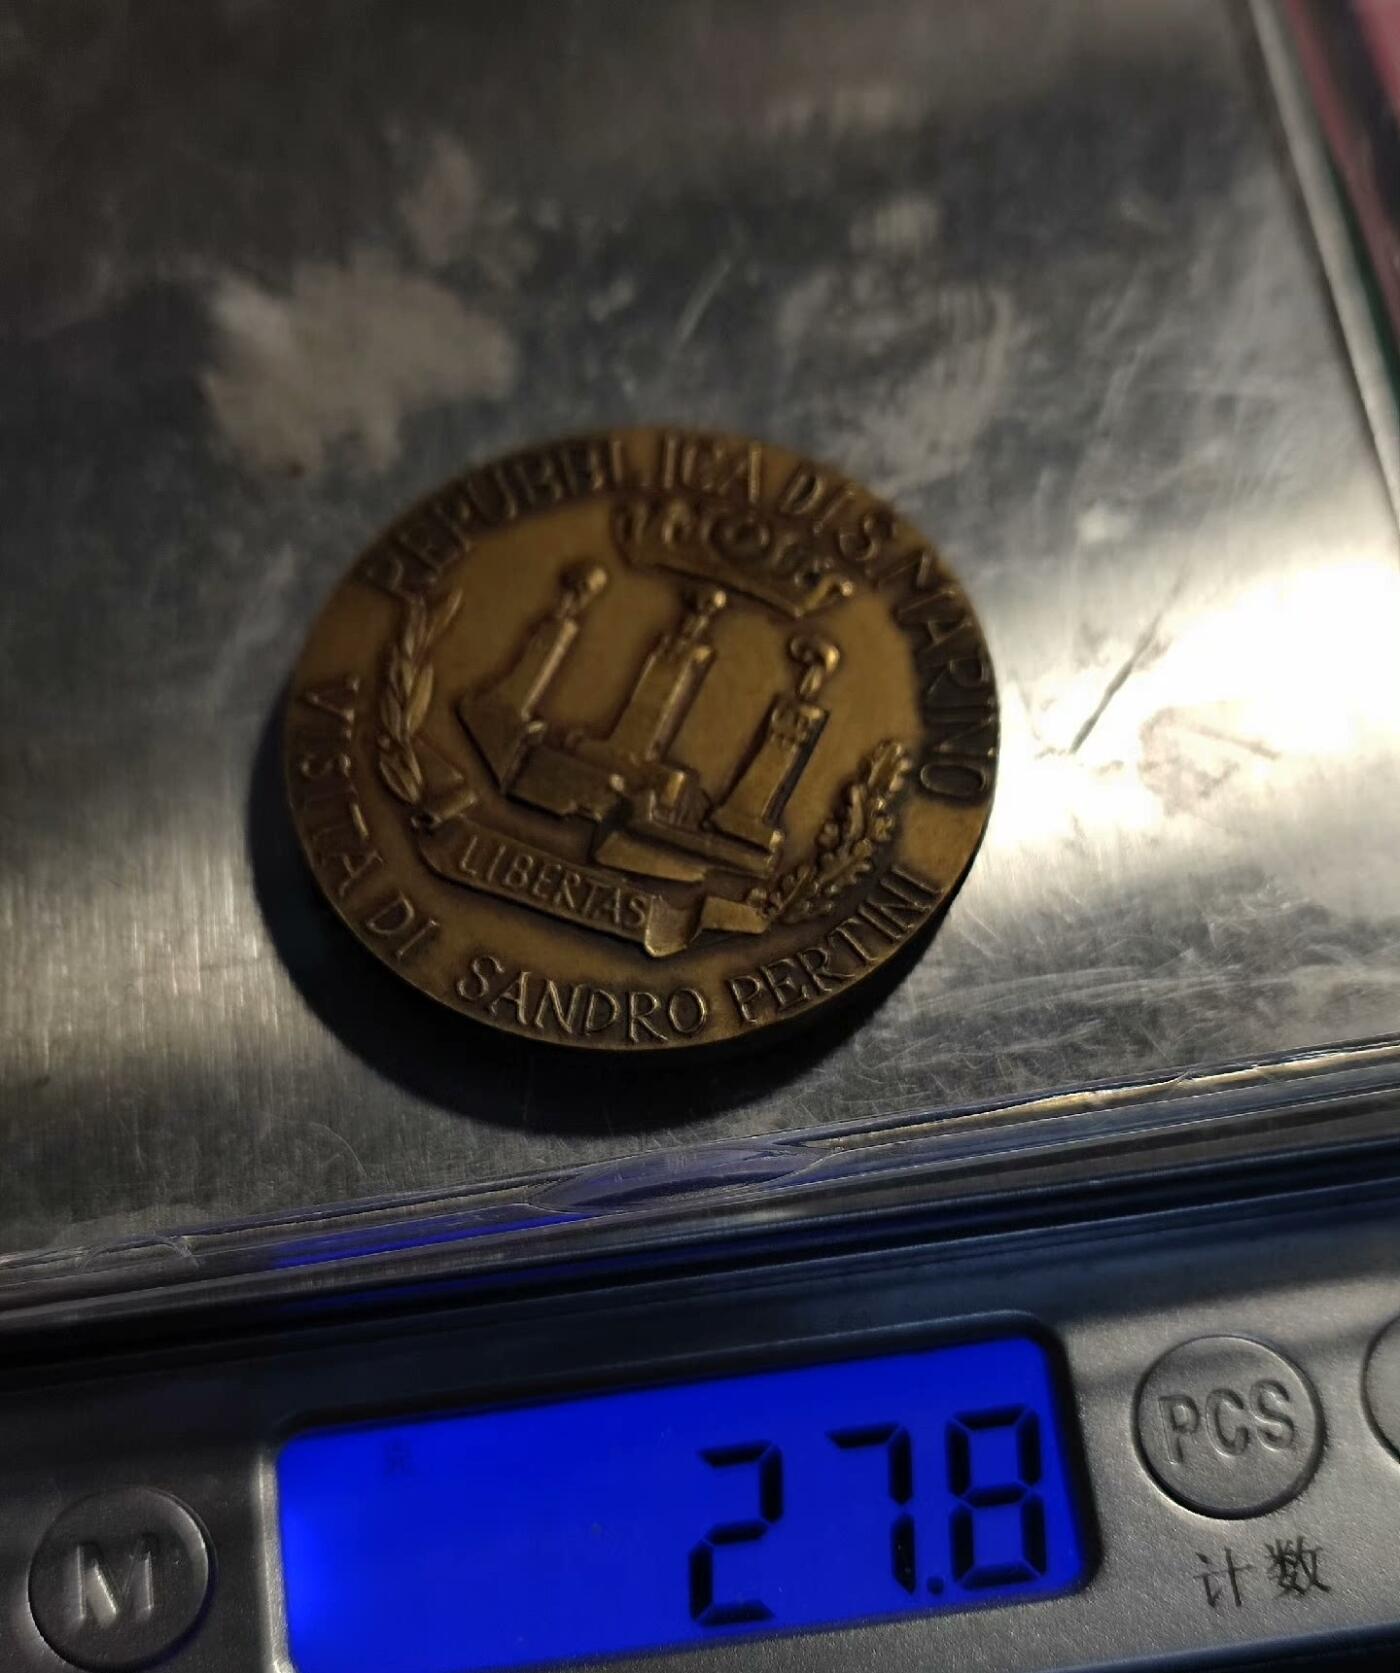 REPUBBLICA DI S. MARINO
LIBERTAS
VISITA DI SANDRO PERTINI
27.8
M
PCS
计数